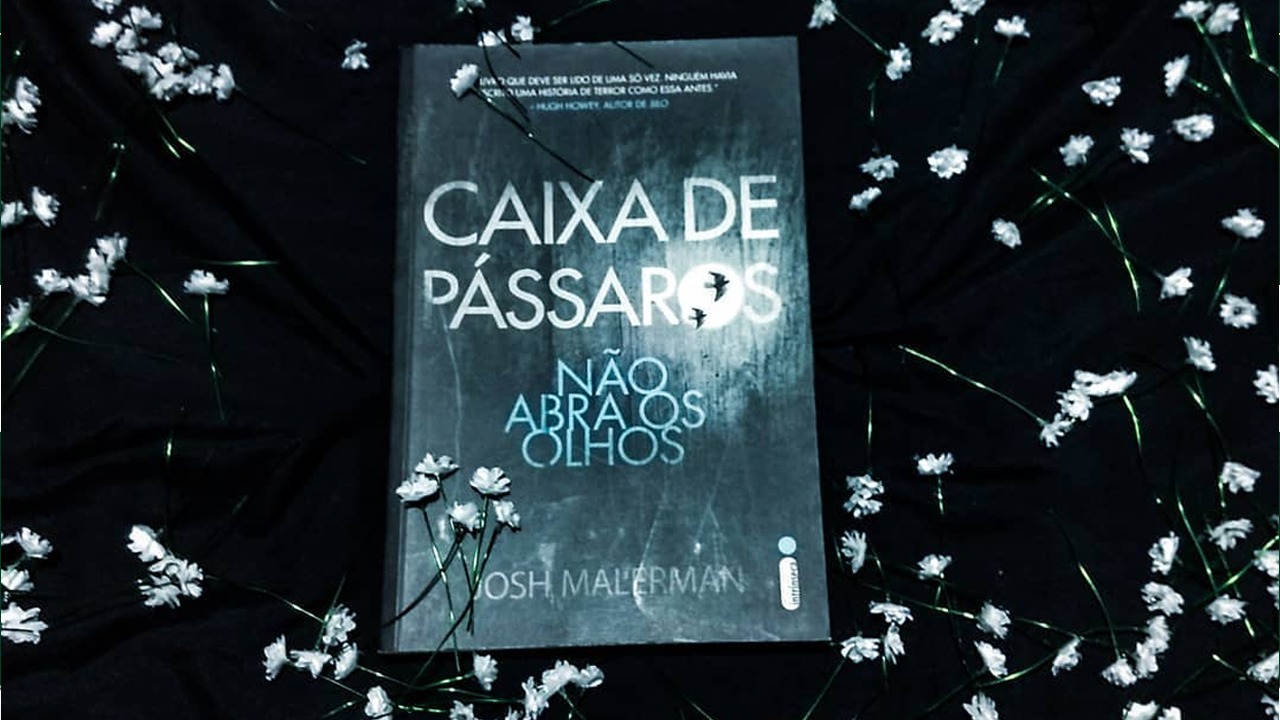 QUE DEVE SER LIDO DE UMA SÓ VEZ. NINGUÉM HAVIA
UMA HISTÓRIA DE TERROR COMO ESSA ANTES."
- HUGH HOWEY, AUTOR DE SILO
CAIXA DE
PÁSSAROS
NÃO
ABRA OS
OLHOS
JOSH MALERMAN
intrínseca